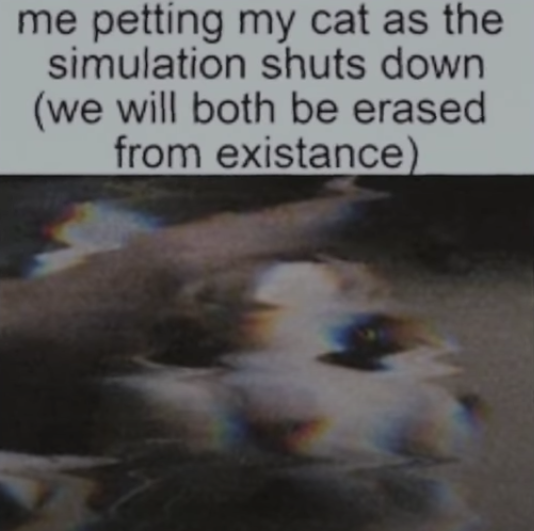 me petting my cat as the
simulation shuts down
(we will both be erased
from existance)